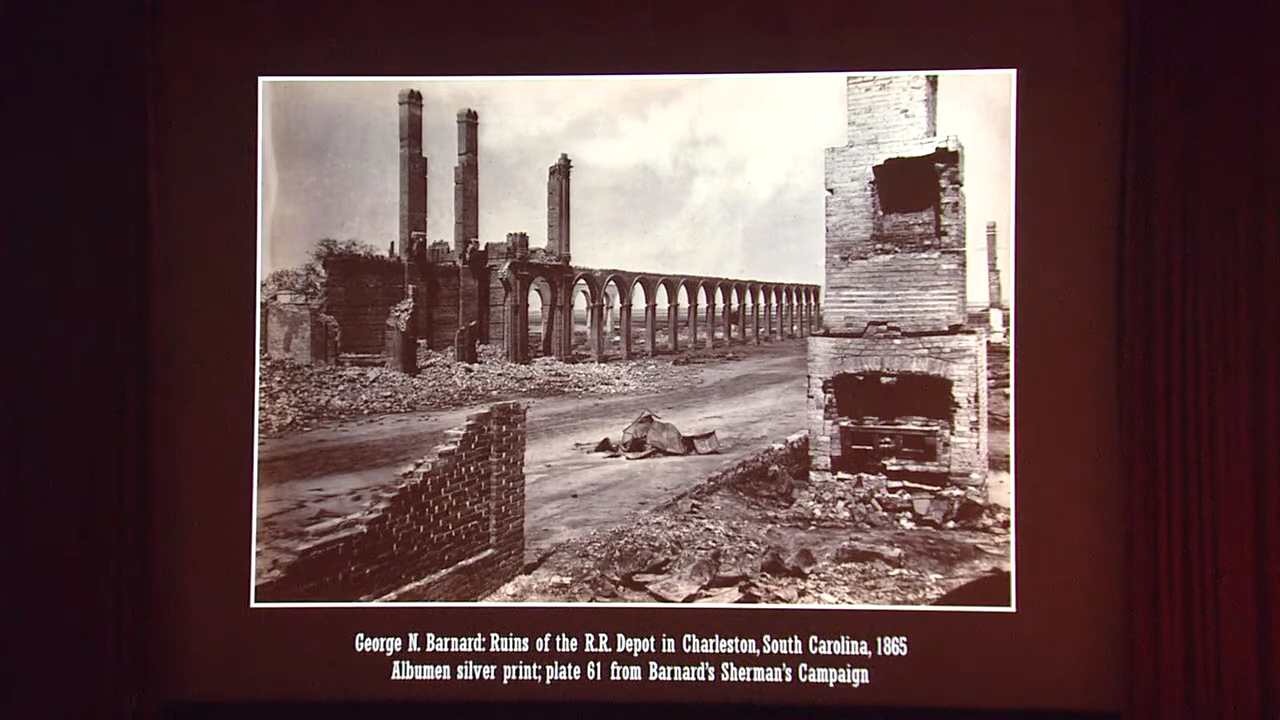 George N. Barnard: Ruins of the R.R. Depot in Charleston, South Carolina, 1865
Albumen silver print; plate 61 from Barnard's Sherman's Campaign